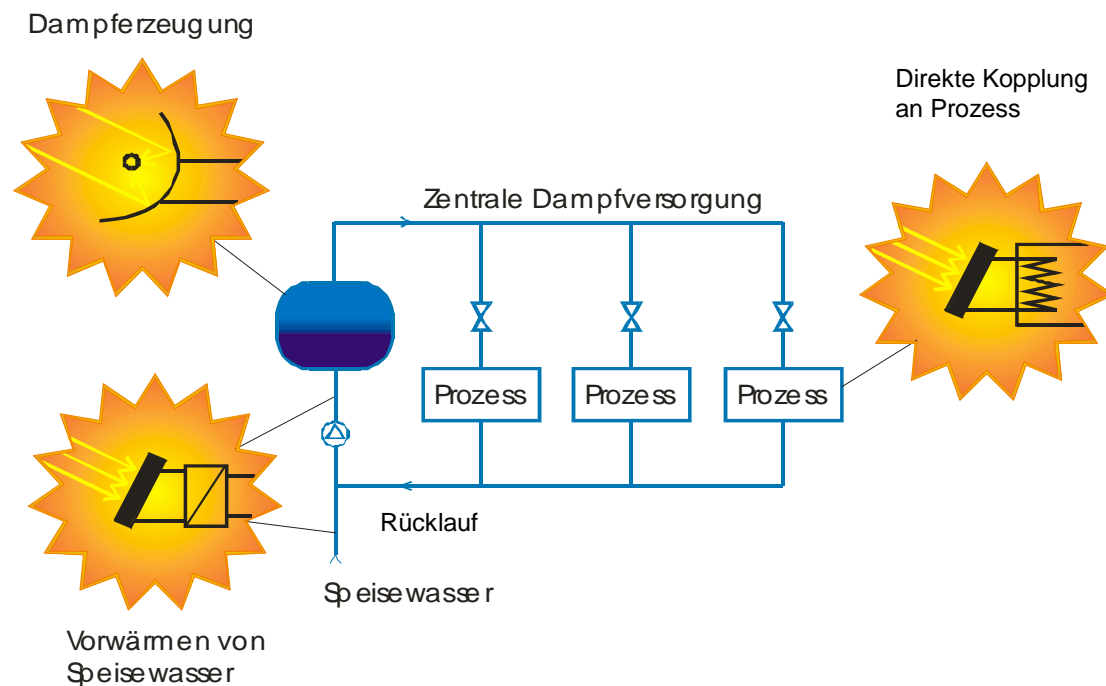 Dampferzeugung
Direkte Kopplung
an Prozess
Zentrale Dampfversorgung
Prozess
Prozess
Prozess
Rücklauf
Speisewasser
Vorwärmen von
Speisewasser